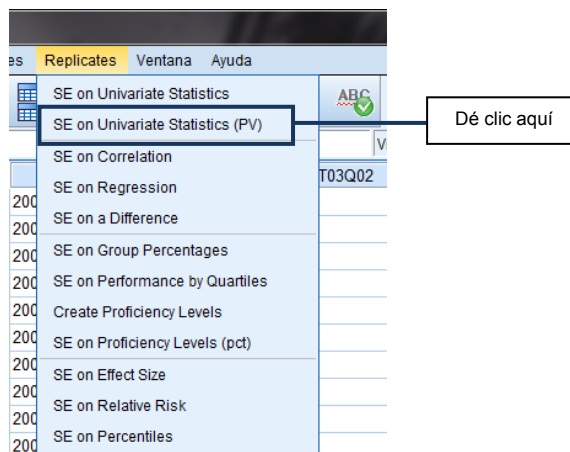 es Replicates Ventana Ayuda
SE on Univariate Statistics
ABC
SE on Univariate Statistics (PV)
Dé clic aquí
SE on Correlation
T03Q02
SE on Regression
200
SE on a Difference
200
SE on Group Percentages
200
SE on Performance by Quartiles
200
Create Proficiency Levels
200
SE on Proficiency Levels (pct)
200
SE on Effect Size
200
200
SE on Relative Risk
200
SE on Percentiles
200